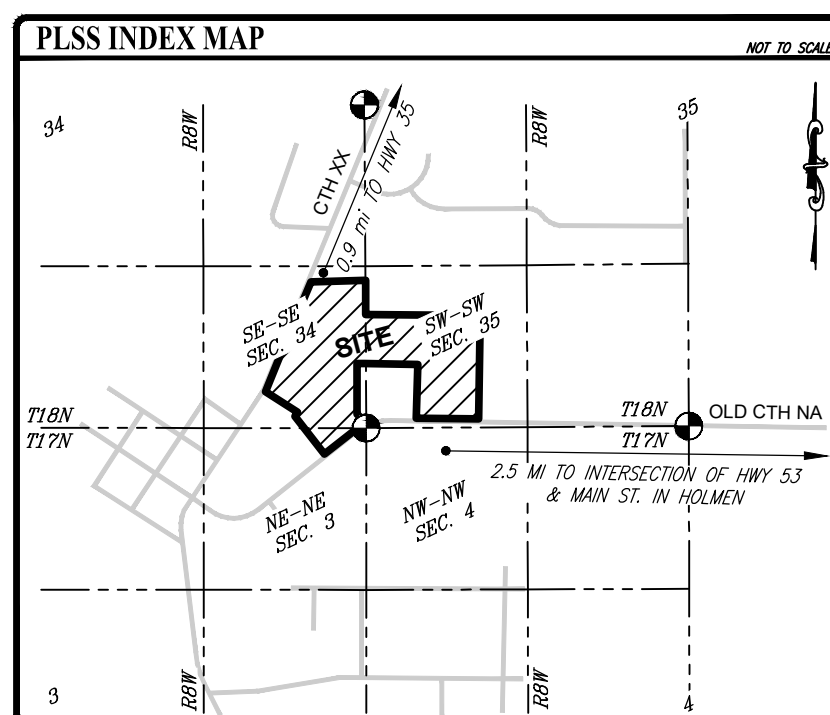 PLSS INDEX MAP
NOT TO SCALE
34
R8W
R8W
35
CTH XX
0.9 mi TO HWY 35
SE-SE
SEC. 34
SITE
SW-SW
SEC. 35
T18N
T17N
T18N
T17N
OLD CTH NA
2.5 MI TO INTERSECTION OF HWY 53
& MAIN ST. IN HOLMEN
NE-NE
SEC. 3
NW-NW
SEC. 4
3
R8W
R8W
4